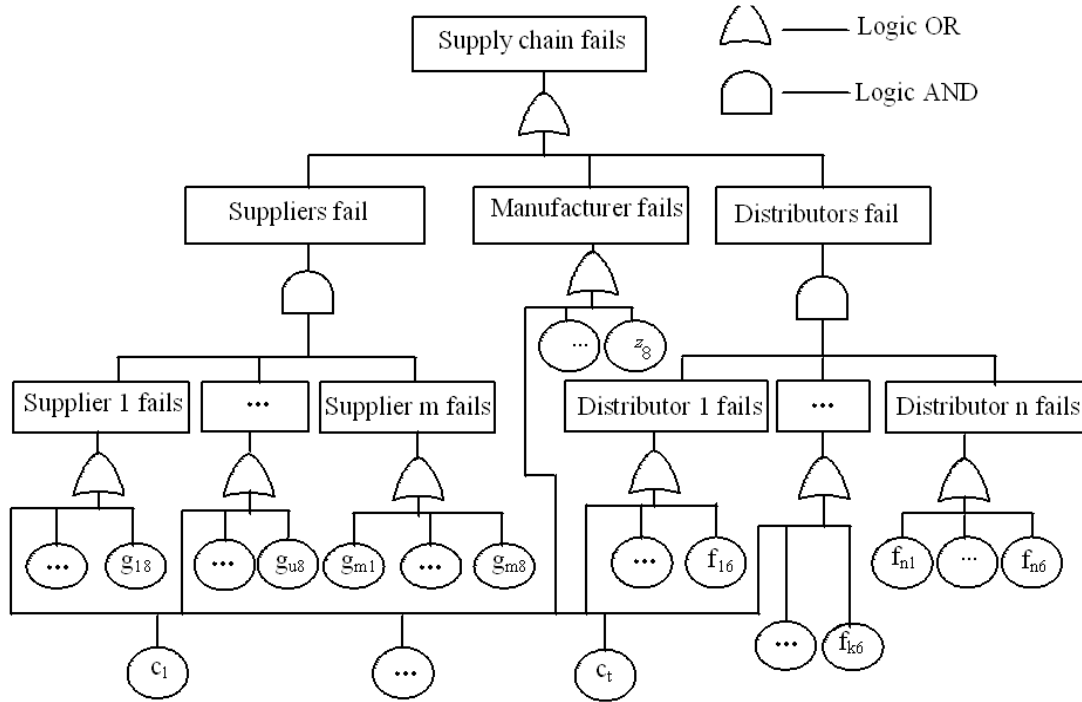 Supply chain fails
Logic OR
Logic AND
Suppliers fail
Manufacturer fails
Distributors fail
... z8
Supplier 1 fails
...
Supplier m fails
Distributor 1 fails
...
Distributor n fails
... g18
... gu8
gm1 ... gm8
... f16
fn1 ... fn6
... fk6
c1 ... ct